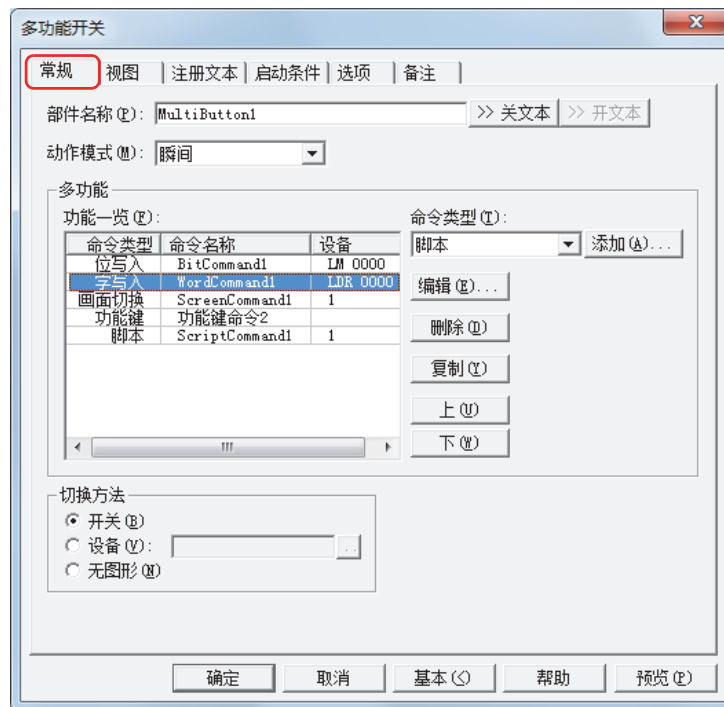 多功能开关
常规 视图 注册文本 启动条件 选项 备注
部件名称(P): MultiButton1 >> 关文本 >> 开文本
动作模式(M): 瞬间
多功能
功能一览(F): 命令类型(T):
命令类型 命令名称 设备 脚本 添加(A)...
位写入 BitCommand1 LM 0000
字写入 WordCommand1 LDR 0000 编辑(E)...
画面切换 ScreenCommand1 1
功能键 功能键命令2 删除(D)
脚本 ScriptCommand1 1
复制(Y)
上(U)
下(W)
切换方法
开关(B)
设备(V): ..
无图形(N)
确定 取消 基本(<) 帮助 预览(P)